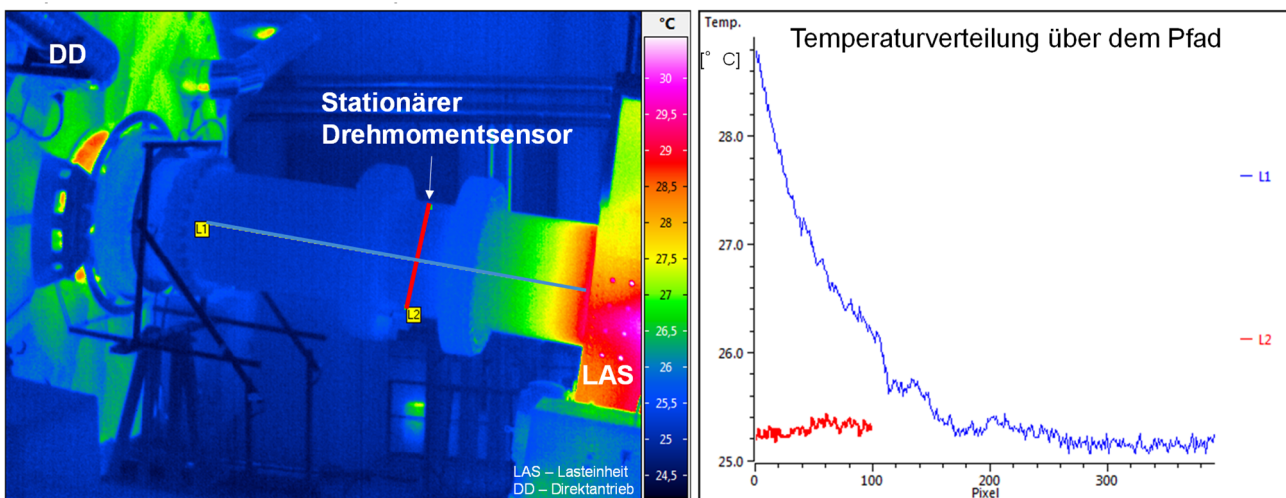 DD
Stationärer
Drehmomentsensor
L1
L2
LAS
LAS – Lasteinheit
DD – Direktantrieb
°C
30
29,5
29
28,5
28
27,5
27
26,5
26
25,5
25
24,5
Temp.
[° C]
Temperaturverteilung über dem Pfad
28.0
27.0
26.0
25.0
0
100
200
300
Pixel
L1
L2